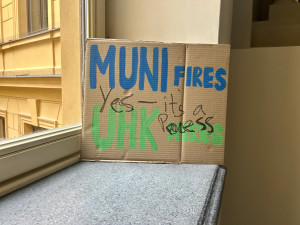 MUNI FIRES
Yes – it's a
Process
UHK